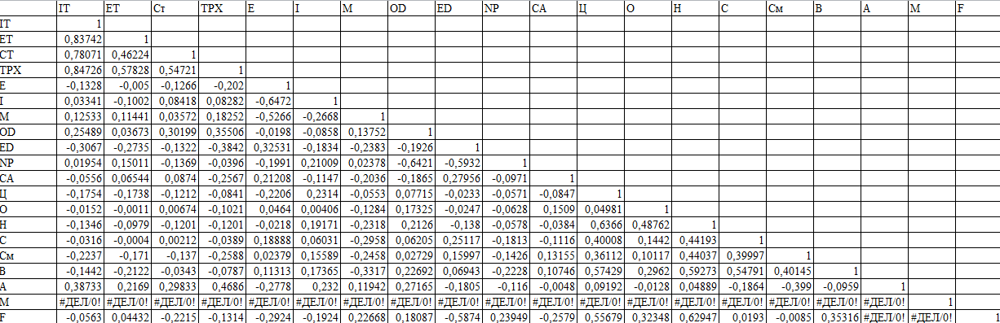 IT ET Ст ТРХ Е I М OD ED NP СА Ц О Н С См В А М F
IT 1
ET 0,83742 1
СТ 0,78071 0,46224 1
ТРХ 0,84726 0,57828 0,54721 1
Е -0,1328 -0,005 -0,1266 -0,202 1
I 0,03341 -0,1002 0,08418 0,08282 -0,6472 1
М 0,12533 0,11441 0,03572 0,18252 -0,5266 -0,2668 1
OD 0,25489 0,03673 0,30199 0,35506 -0,0198 -0,0858 0,13752 1
ED -0,3067 -0,2735 -0,1322 -0,3842 0,32531 -0,1834 -0,2383 -0,1926 1
NP 0,01954 0,15011 -0,1369 -0,0396 -0,1991 0,21009 0,02378 -0,6421 -0,5932 1
СА -0,0556 0,06544 0,0874 -0,2567 0,21208 -0,1147 -0,2036 -0,1865 0,27956 -0,0971 1
Ц -0,1754 -0,1738 -0,1212 -0,0841 -0,2206 0,2314 -0,0553 0,07715 -0,0233 -0,0571 -0,0847 1
О -0,0152 -0,0011 0,00674 -0,1021 0,0464 0,00406 -0,1284 0,17325 -0,0247 -0,0628 0,1509 0,04981 1
Н -0,1346 -0,0979 -0,1201 -0,1201 -0,0218 0,19171 -0,2318 0,2126 -0,138 -0,0578 -0,0384 0,6366 0,48762 1
С -0,0316 -0,0004 0,00212 -0,0389 0,18888 0,06031 -0,2958 0,06205 0,25117 -0,1813 -0,1116 0,40008 0,1442 0,44193 1
См -0,2237 -0,171 -0,137 -0,2588 0,02379 0,15589 -0,2458 0,02729 0,15997 -0,1426 0,13155 0,36112 0,10117 0,44037 0,39997 1
В -0,1442 -0,2122 -0,0343 -0,0787 0,11313 0,17365 -0,3317 0,22692 0,06943 -0,2228 0,10746 0,57429 0,2962 0,59273 0,54791 0,40145 1
А 0,38733 0,2169 0,29833 0,4686 -0,2778 0,232 0,11942 0,27165 -0,1805 -0,116 -0,0048 0,09192 -0,0128 0,04889 -0,1864 -0,399 -0,0959 1
М #ДЕЛ/0! #ДЕЛ/0! #ДЕЛ/0! #ДЕЛ/0! #ДЕЛ/0! #ДЕЛ/0! #ДЕЛ/0! #ДЕЛ/0! #ДЕЛ/0! #ДЕЛ/0! #ДЕЛ/0! #ДЕЛ/0! #ДЕЛ/0! #ДЕЛ/0! #ДЕЛ/0! #ДЕЛ/0! #ДЕЛ/0! #ДЕЛ/0! 1
F -0,0563 0,04432 -0,2215 -0,1314 -0,2924 -0,1924 0,22668 0,18087 -0,5874 0,23949 -0,2579 0,55679 0,32348 0,62947 0,0193 -0,0085 0,35316 #ДЕЛ/0! #ДЕЛ/0! 1